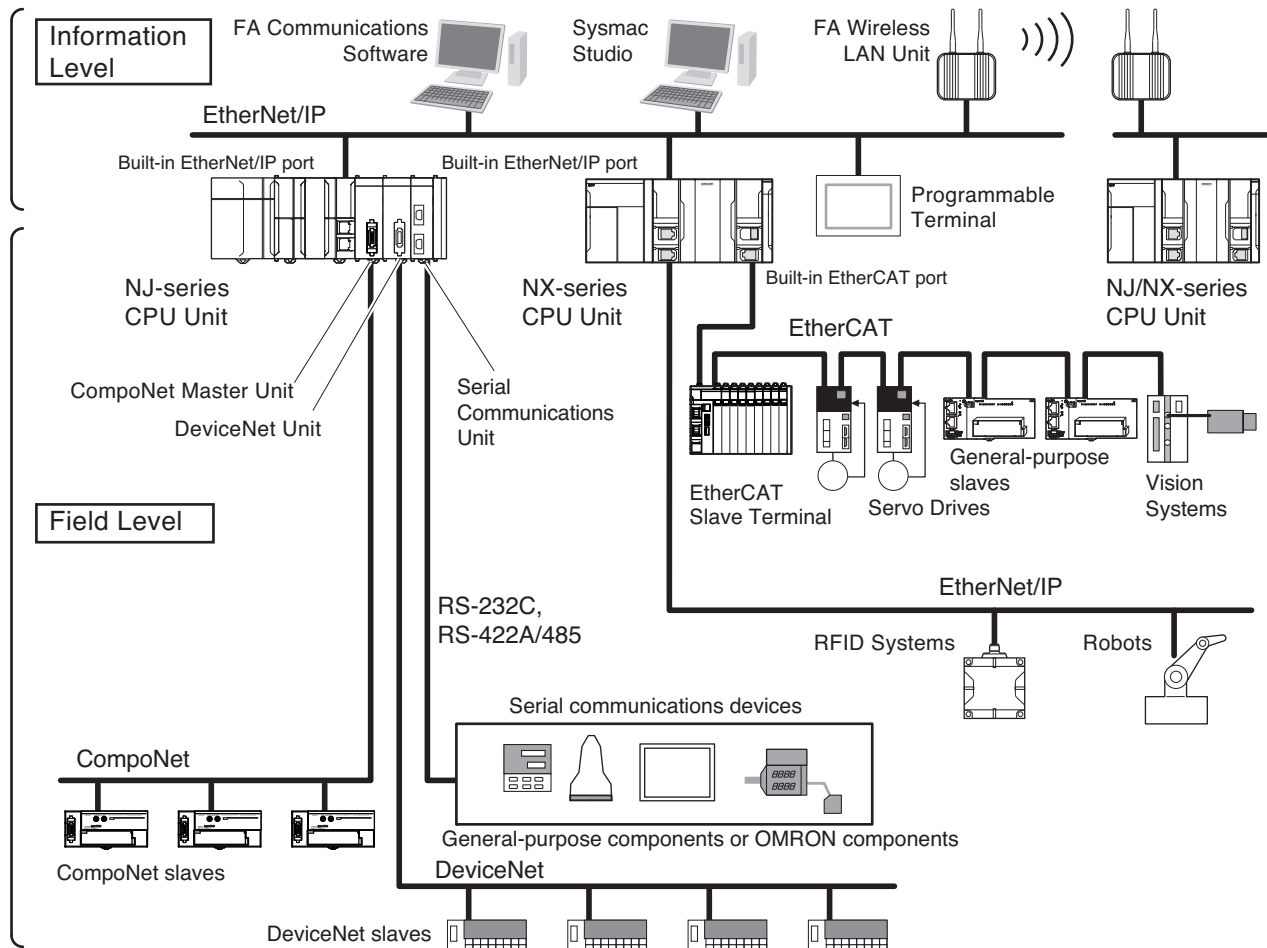 Information
Level
FA Communications
Software
Sysmac
Studio
FA Wireless
LAN Unit
EtherNet/IP
Built-in EtherNet/IP port
Built-in EtherNet/IP port
Programmable
Terminal
NJ-series
CPU Unit
NX-series
CPU Unit
Built-in EtherCAT port
NJ/NX-series
CPU Unit
EtherCAT
CompoNet Master Unit
DeviceNet Unit
Serial
Communications
Unit
EtherCAT
Slave Terminal
Servo Drives
General-purpose
slaves
Vision
Systems
Field Level
RS-232C,
RS-422A/485
EtherNet/IP
RFID Systems
Robots
Serial communications devices
8888
8888
General-purpose components or OMRON components
CompoNet
CompoNet slaves
DeviceNet
DeviceNet slaves